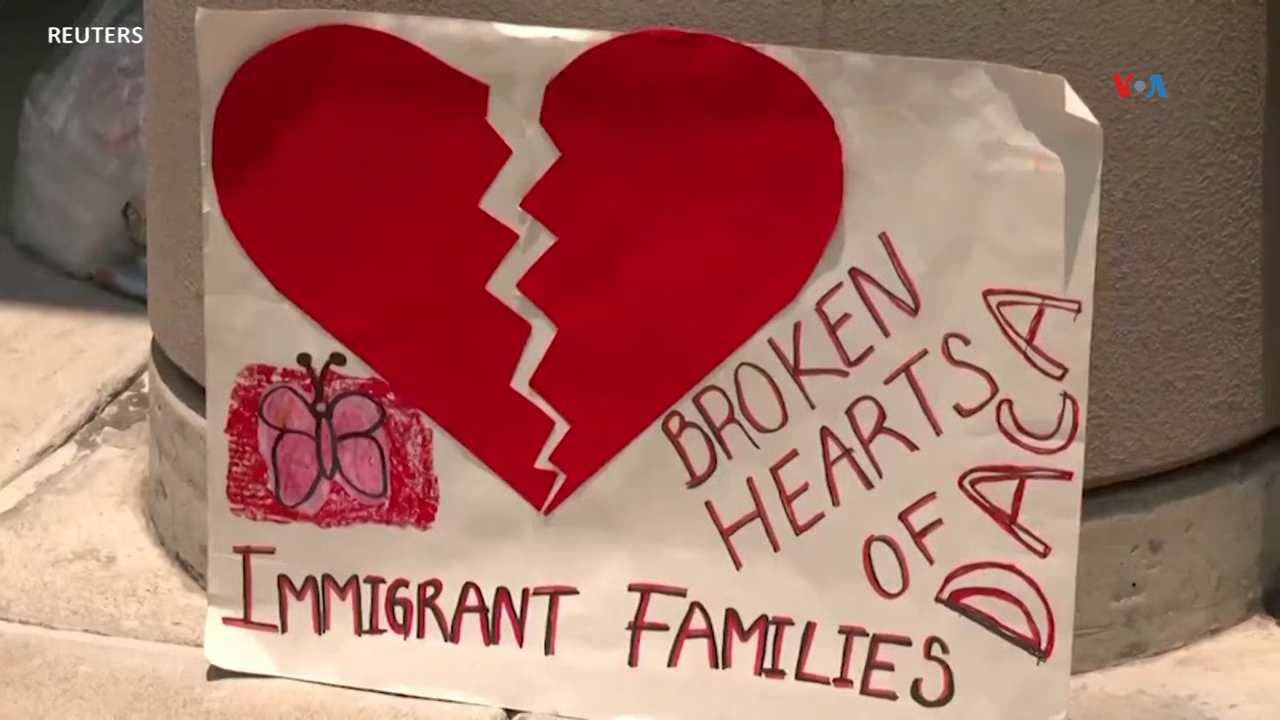 REUTERS
VOA
BROKEN
HEARTS
OF
DACA
IMMIGRANT FAMILIES